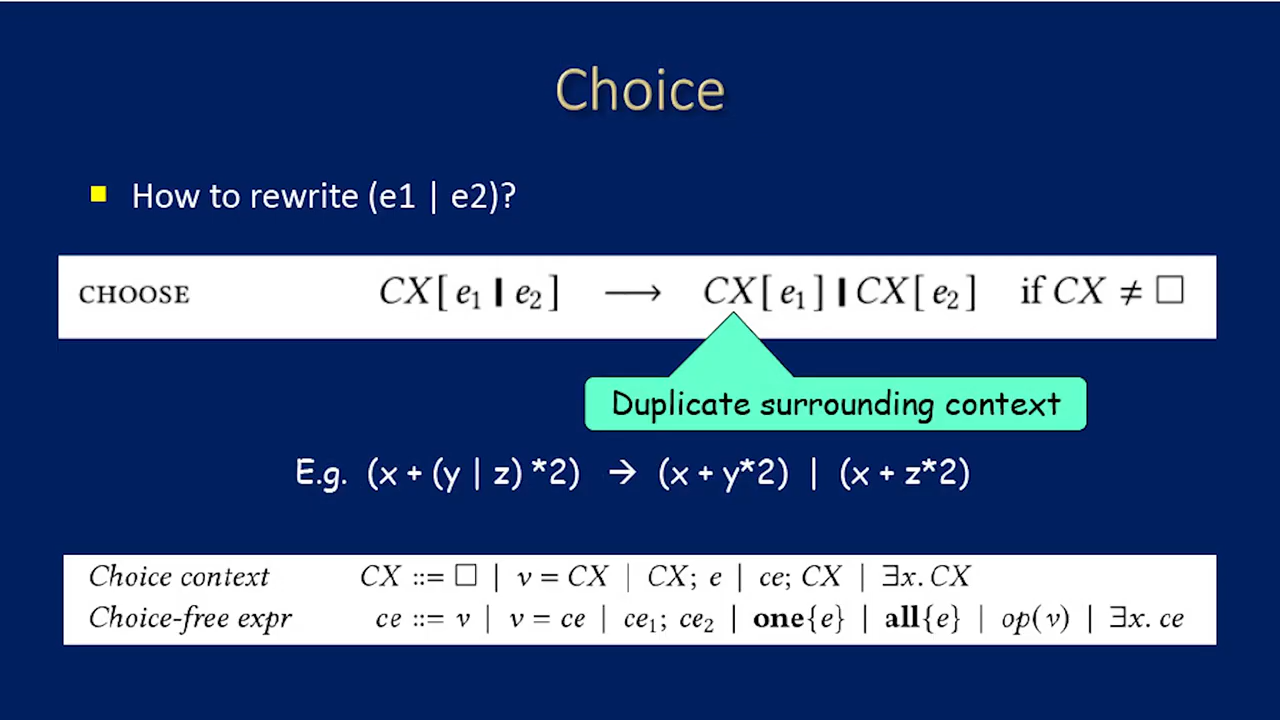 Choice
How to rewrite (e1 | e2)?
CHOOSE CX[ e₁ ❙ e₂ ] ⟶ CX[ e₁ ] ❙ CX[ e₂ ] if CX ≠ □
Duplicate surrounding context
E.g. (x + (y | z) *2) → (x + y*2) | (x + z*2)
Choice context CX ::= □ | v = CX | CX; e | ce; CX | ∃x. CX
Choice-free expr ce ::= v | v = ce | ce₁; ce₂ | one{e} | all{e} | op(v) | ∃x. ce